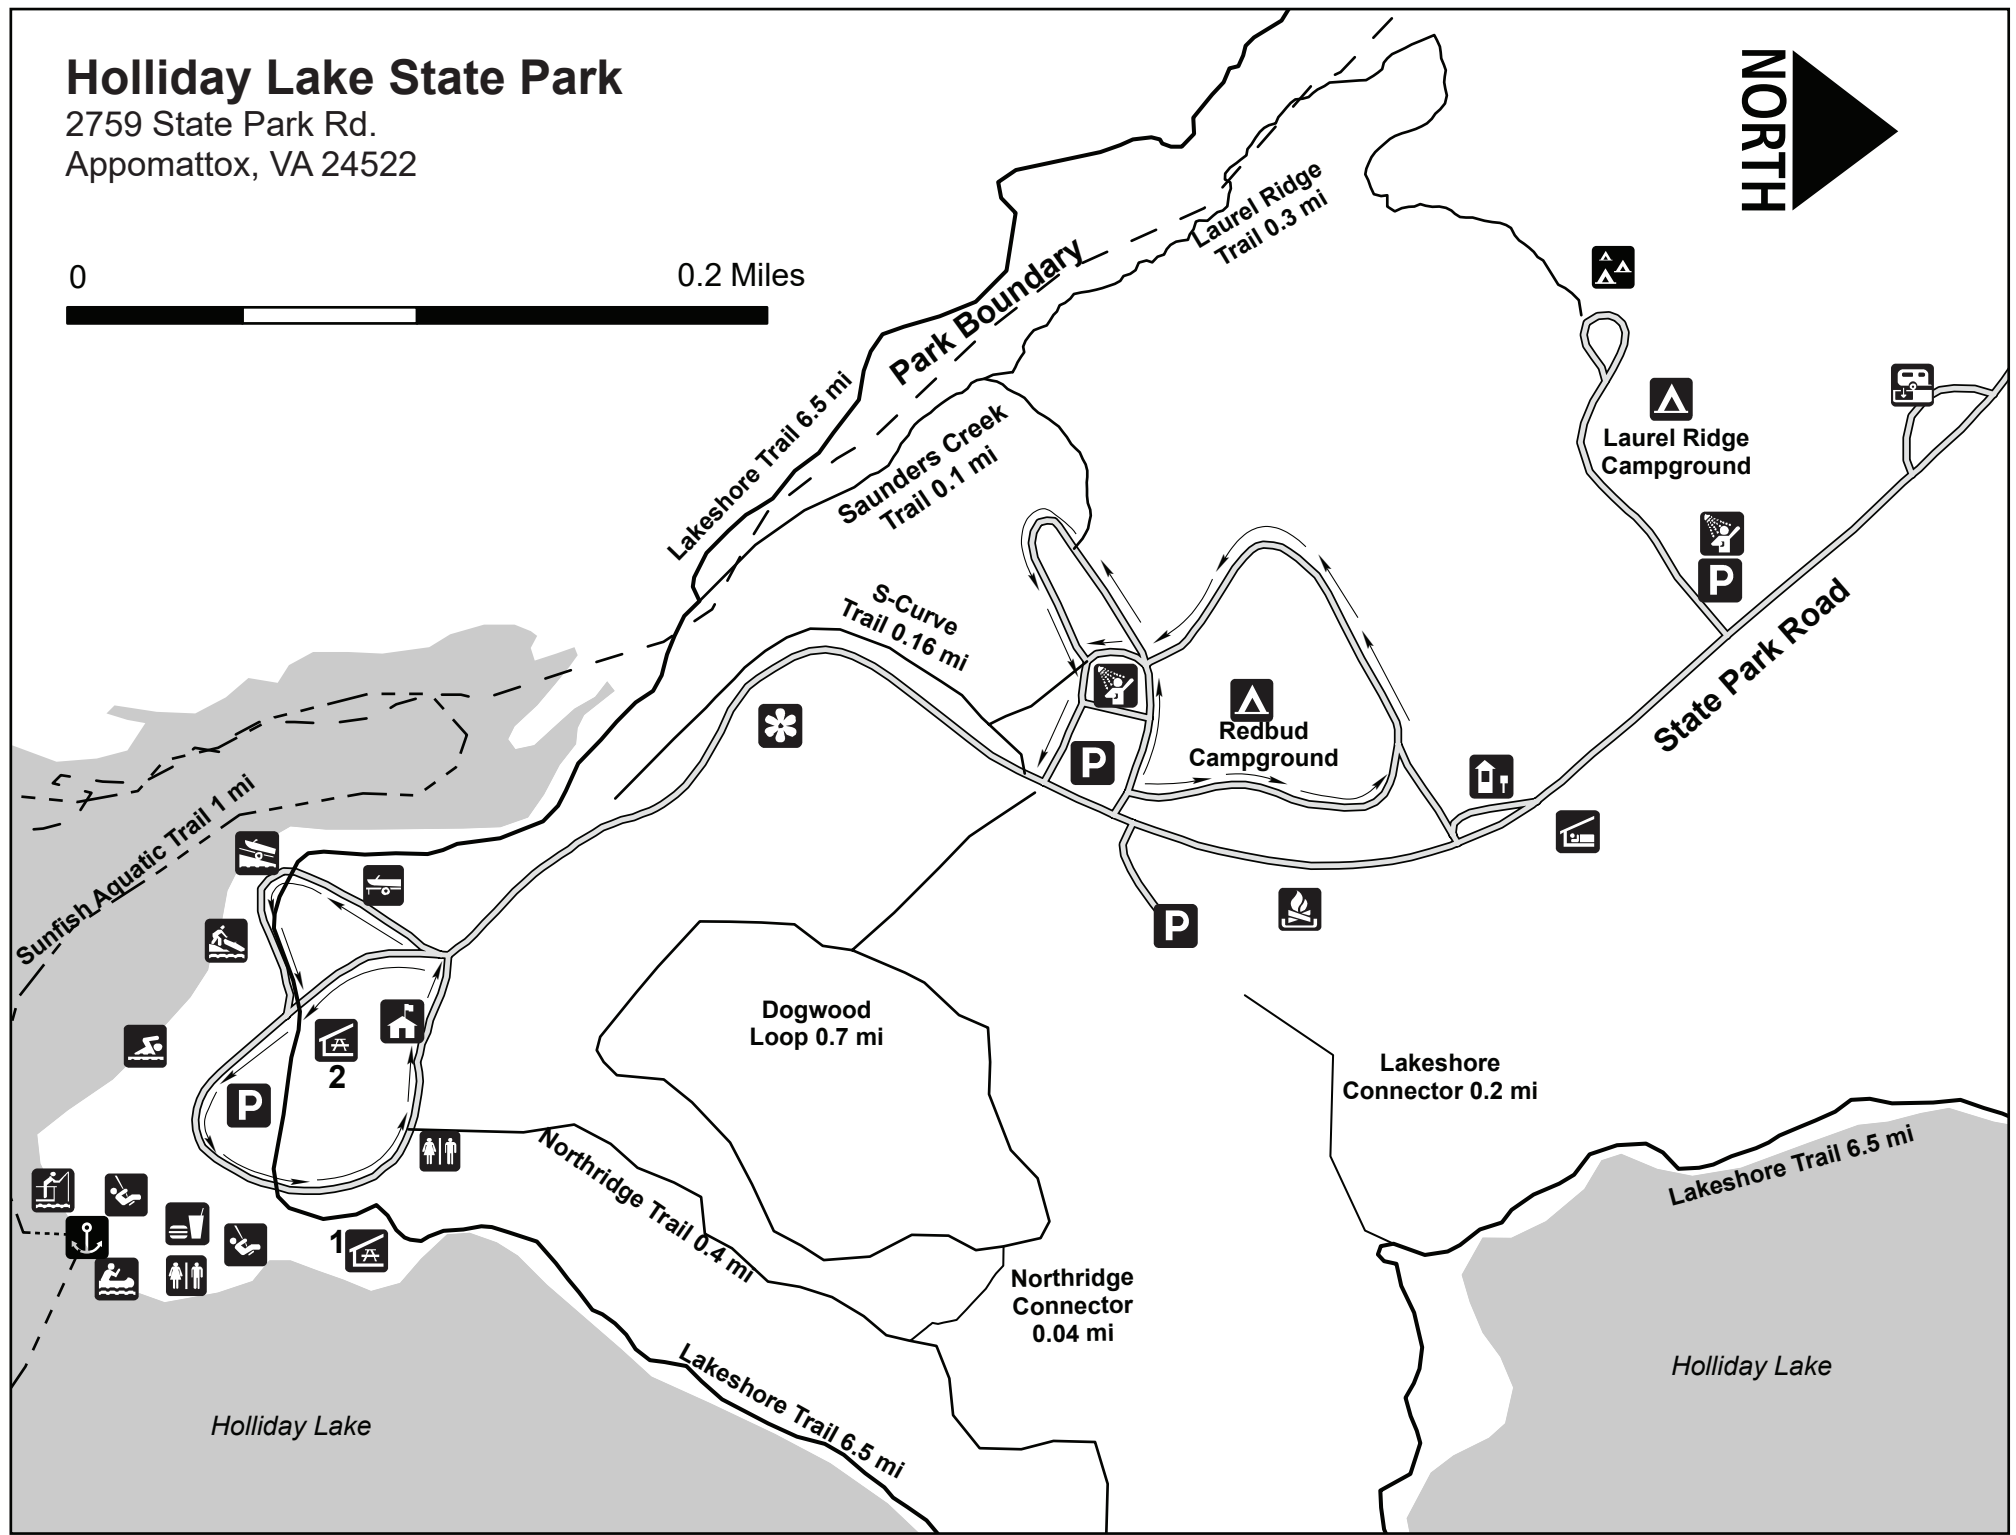 Holliday Lake State Park
2759 State Park Rd.
Appomattox, VA 24522
NORTH
0
0.2 Miles
Laurel Ridge
Trail 0.3 mi
Park Boundary
Lakeshore Trail 6.5 mi
Saunders Creek
Trail 0.1 mi
Laurel Ridge
Campground
P
State Park Road
S-Curve
Trail 0.16 mi
Redbud
Campground
P
Sunfish Aquatic Trail 1 mi
P
Dogwood
Loop 0.7 mi
2
P
Lakeshore
Connector 0.2 mi
Lakeshore Trail 6.5 mi
Northridge Trail 0.4 mi
1
Northridge
Connector
0.04 mi
Lakeshore Trail 6.5 mi
Holliday Lake
Holliday Lake